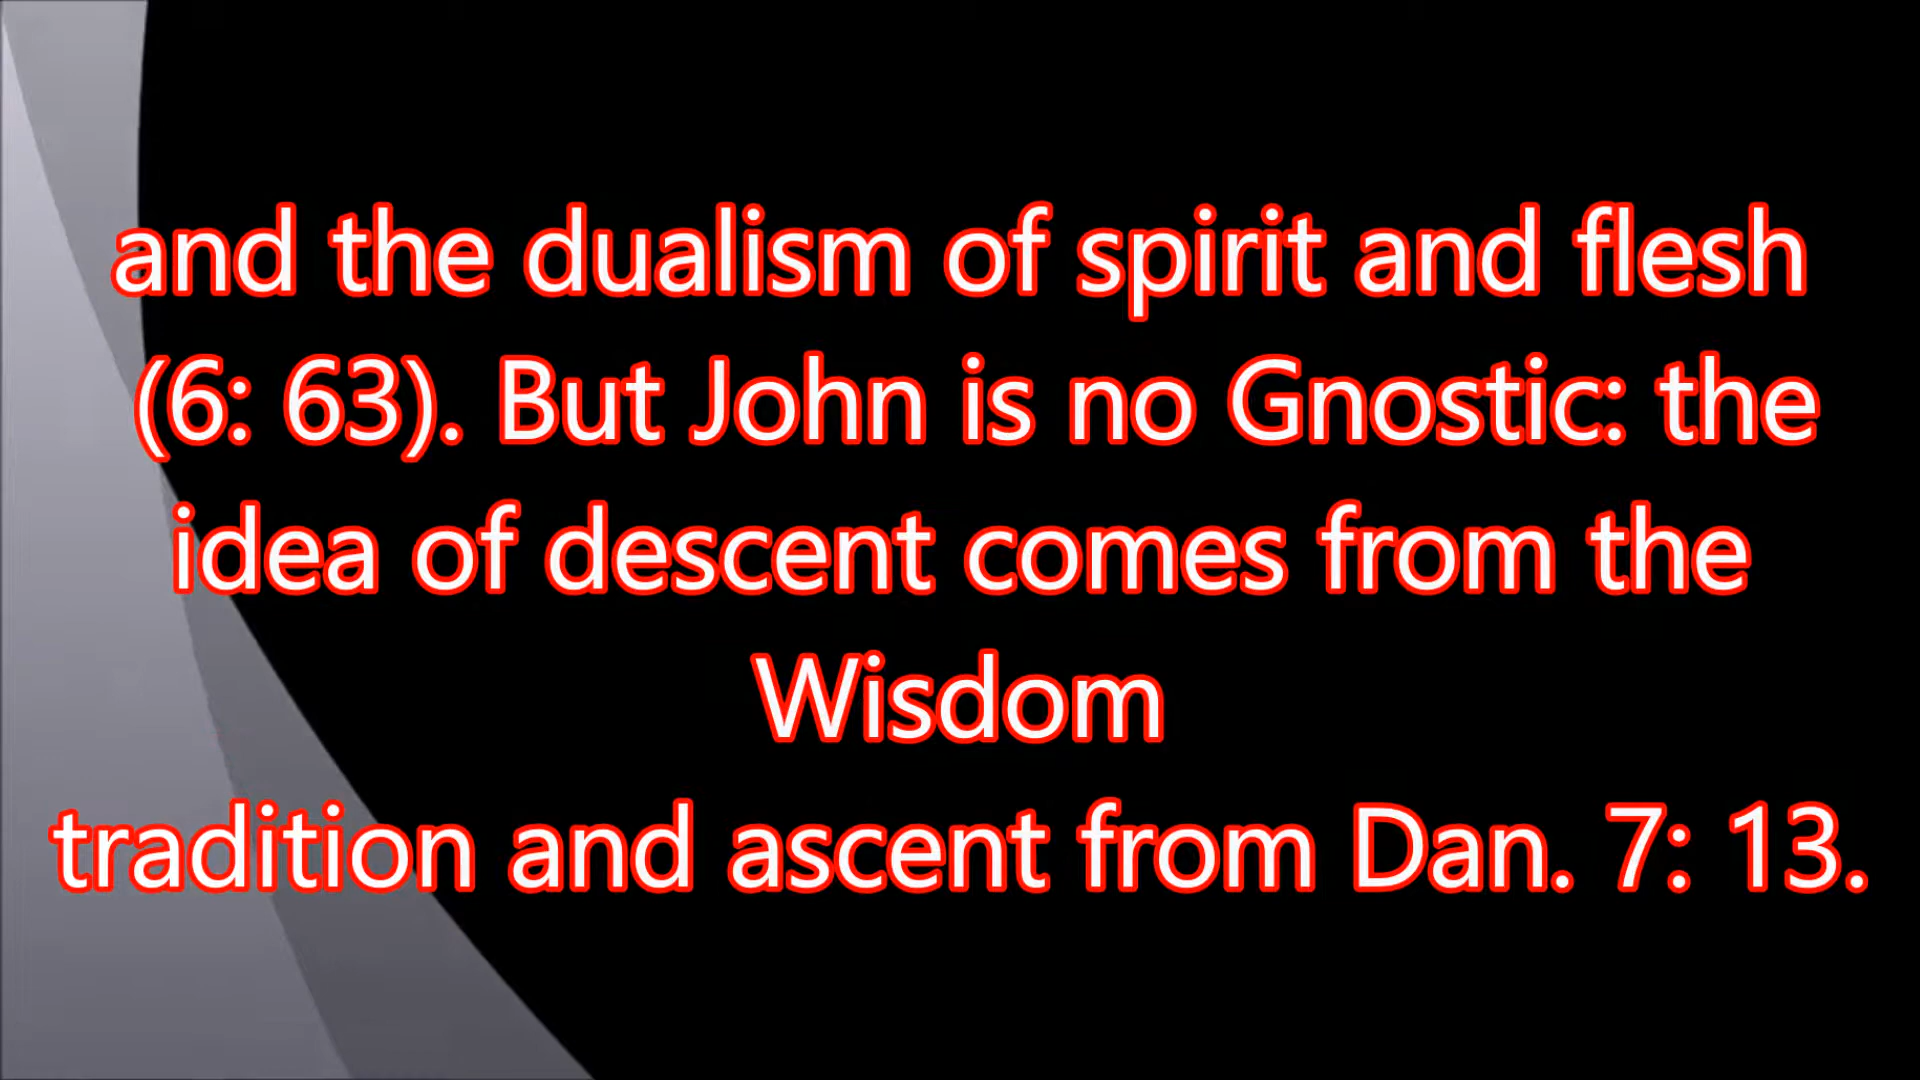 and the dualism of spirit and flesh
(6: 63). But John is no Gnostic: the
idea of descent comes from the
Wisdom
tradition and ascent from Dan. 7: 13.